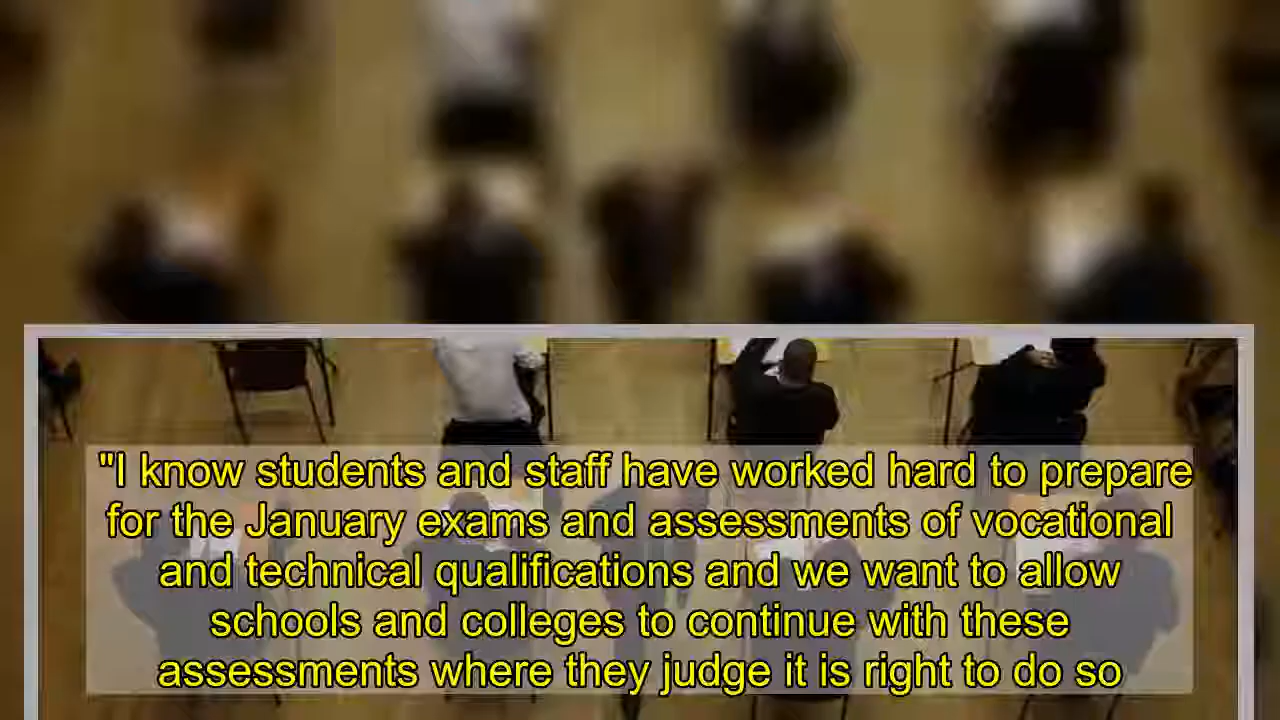 "I know students and staff have worked hard to prepare
for the January exams and assessments of vocational
and technical qualifications and we want to allow
schools and colleges to continue with these
assessments where they judge it is right to do so